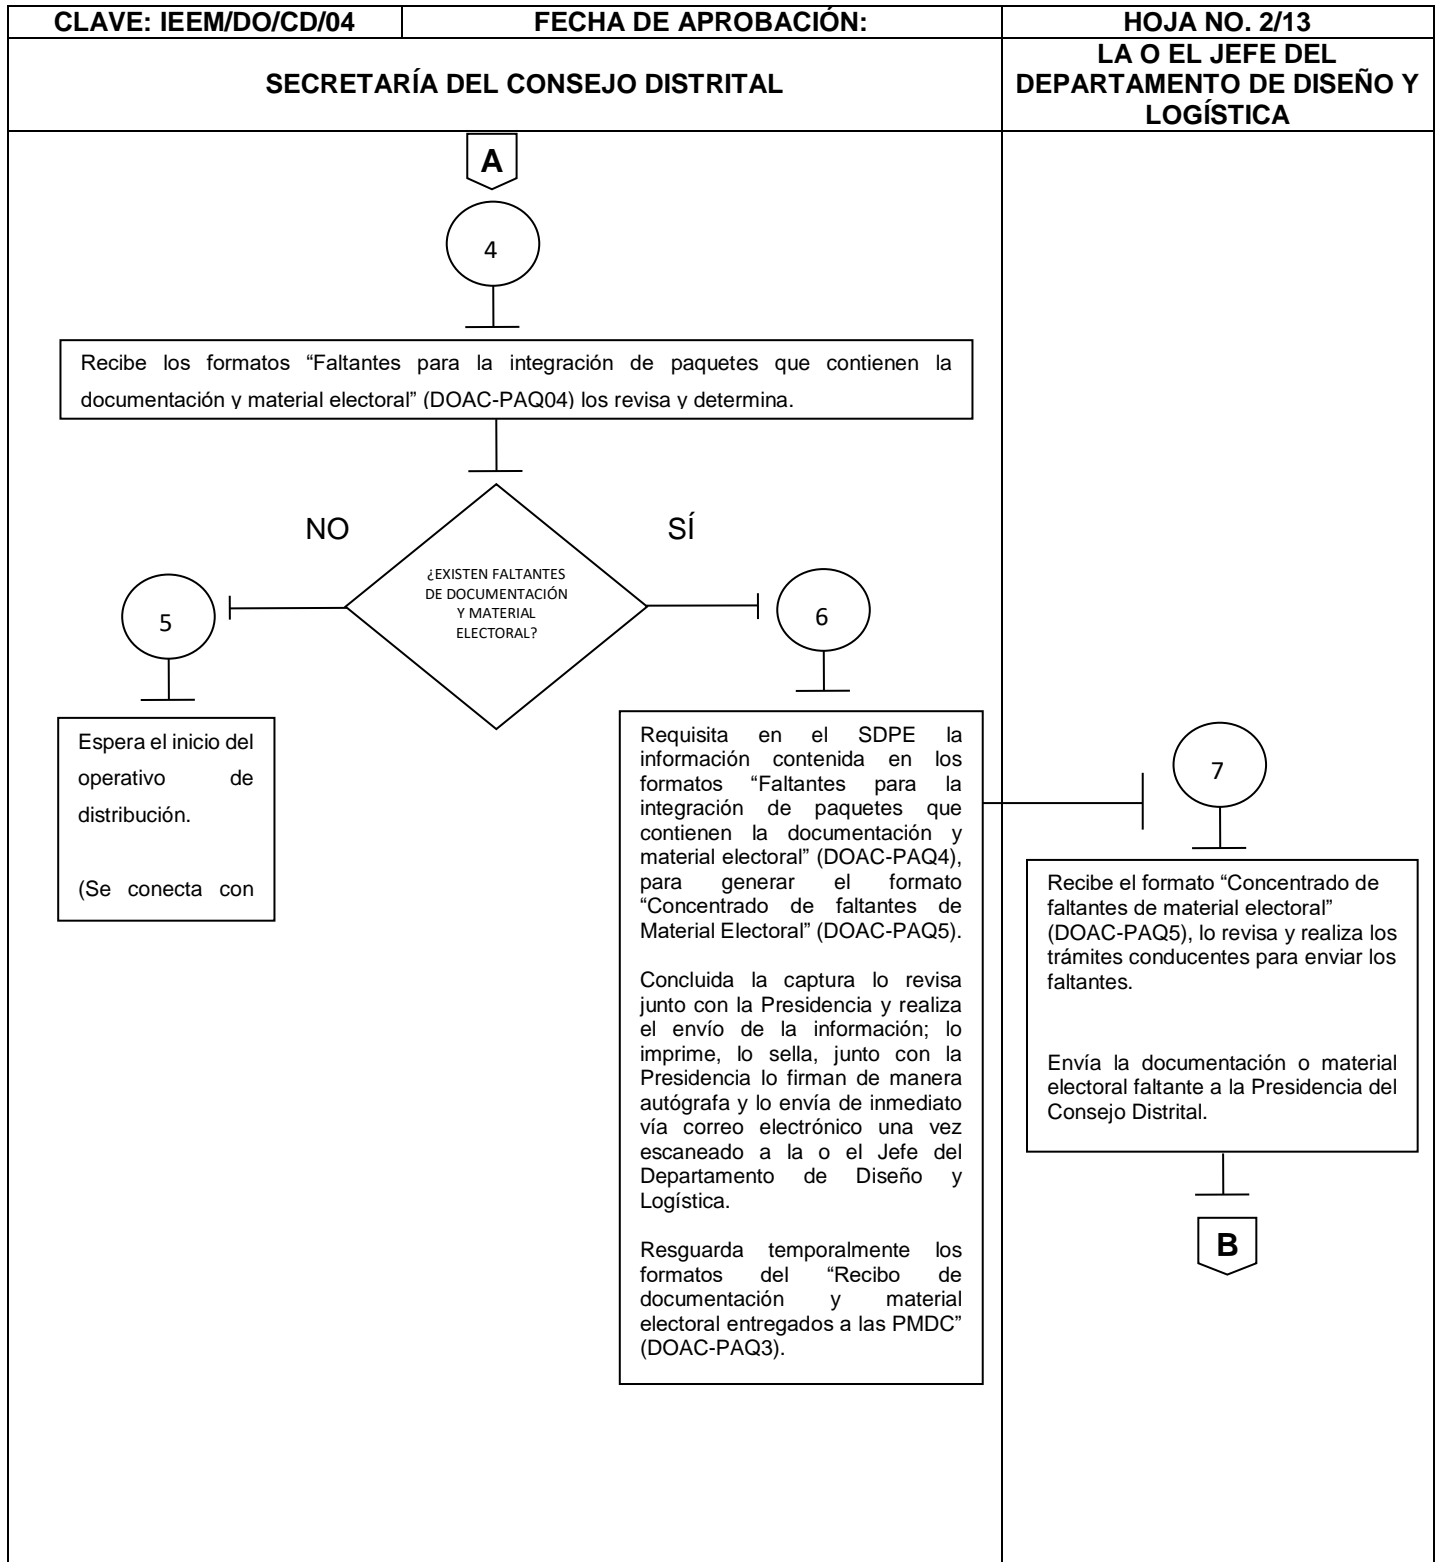 CLAVE: IEEM/DO/CD/04
FECHA DE APROBACIÓN:
HOJA NO. 2/13
SECRETARÍA DEL CONSEJO DISTRITAL
LA O EL JEFE DEL
DEPARTAMENTO DE DISEÑO Y
LOGÍSTICA
A
4
Recibe los formatos “Faltantes para la integración de paquetes que contienen la
documentación y material electoral” (DOAC-PAQ04) los revisa y determina.
NO
SÍ
¿EXISTEN FALTANTES
DE DOCUMENTACIÓN
Y MATERIAL
ELECTORAL?
5
Espera el inicio del
operativo de
distribución.
(Se conecta con
6
Requisita en el SDPE la
información contenida en los
formatos “Faltantes para la
integración de paquetes que
contienen la documentación y
material electoral” (DOAC-PAQ4),
para generar el formato
“Concentrado de faltantes de
Material Electoral” (DOAC-PAQ5).
Concluida la captura lo revisa
junto con la Presidencia y realiza
el envío de la información; lo
imprime, lo sella, junto con la
Presidencia lo firman de manera
autógrafa y lo envía de inmediato
vía correo electrónico una vez
escaneado a la o el Jefe del
Departamento de Diseño y
Logística.
Resguarda temporalmente los
formatos del “Recibo de
documentación y material
electoral entregados a las PMDC”
(DOAC-PAQ3).
7
Recibe el formato “Concentrado de
faltantes de material electoral”
(DOAC-PAQ5), lo revisa y realiza los
trámites conducentes para enviar los
faltantes.
Envía la documentación o material
electoral faltante a la Presidencia del
Consejo Distrital.
B